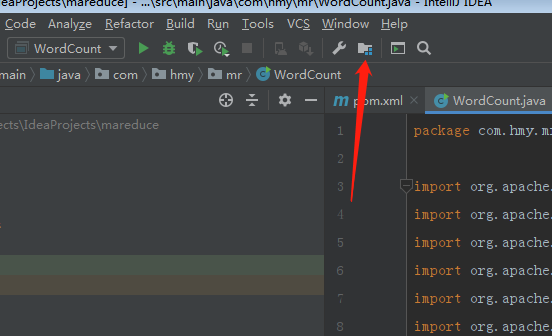 eaProjects\mareduce] - ...\src\main\java\com\hmy\mr\WordCount.java - IntelliJ IDEA
Code Analyze Refactor Build Run Tools VCS Window Help
WordCount
main java com hmy mr WordCount
m pom.xml WordCount.java
ects\IdeaProjects\mareduce
1 package com.hmy.m
2
3 import org.apache.
4 import org.apache.
5 import org.apache.
6 import org.apache.
7 import org.apache.
8 import org.apache.